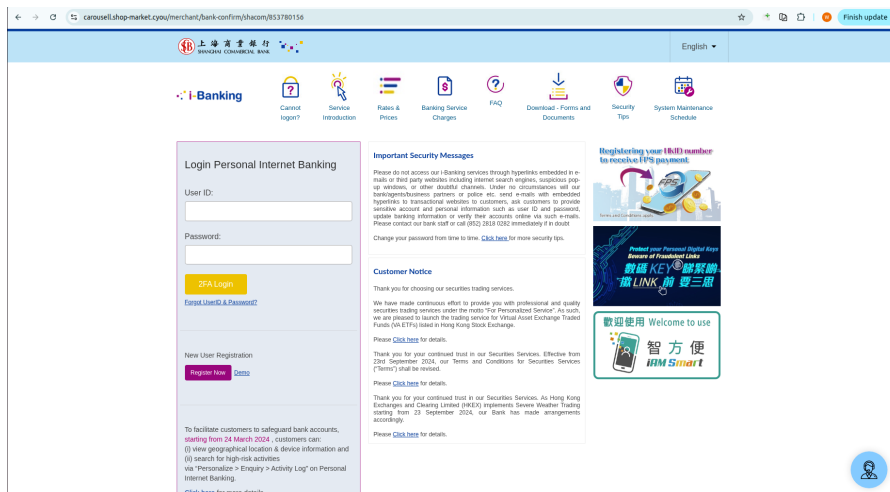 carousell.shop-market.cyou/merchant/bank-confirm/shacom/853780156
Finish update
上海商業銀行
SHANGHAI COMMERCIAL BANK
English
i-Banking
Cannot
logon?
Service
Introduction
Rates &
Prices
Banking Service
Charges
FAQ
Download - Forms and
Documents
Security
Tips
System Maintenance
Schedule
Login Personal Internet Banking
User ID:
Password:
2FA Login
Forgot UserID & Password?
New User Registration
Register Now Demo
To facilitate customers to safeguard bank accounts,
starting from 24 March 2024 , customers can:
(i) view geographical location & device information and
(ii) search for high-risk activities
via "Personalize > Enquiry > Activity Log" on Personal
Internet Banking.
Click here for more details
Important Security Messages
Please do not access our i-Banking services through hyperlinks embedded in e-
mails or third party websites including internet search engines, suspicious pop-
up windows, or other doubtful channels. Under no circumstances will our
bank/agents/business partners or police etc. send e-mails with embedded
hyperlinks to transactional websites to customers, ask customers to provide
sensitive account and personal information such as user ID and password,
update banking information or verify their accounts online via such e-mails.
Please contact our bank staff or call (852) 2818 0282 immediately if in doubt
Change your password from time to time. Click here for more security tips.
Customer Notice
Thank you for choosing our securities trading services.
We have made continuous effort to provide you with professional and quality
securities trading services under the motto "For Personalized Service". As such,
we are pleased to launch the trading service for Virtual Asset Exchange Traded
Funds (VA ETFs) listed in Hong Kong Stock Exchange.
Please Click here for details.
Thank you for your continued trust in our Securities Services. Effective from
23rd September 2024, our Terms and Conditions for Securities Services
("Terms") shall be revised.
Please Click here for details.
Thank you for your continued trust in our Securities Services. As Hong Kong
Exchanges and Clearing Limited (HKEX) implements Severe Weather Trading
starting from 23 September 2024, our Bank has made arrangements
accordingly.
Please Click here for details.
Registering your HKID number
to receive FPS payment
FPS
Terms and Conditions apply.
Protect your Personal Digital Keys
Beware of Fraudulent Links
數碼 KEY 睇緊啲
撳 LINK 前 要三思
歡迎使用 Welcome to use
智方便
iAM Smart